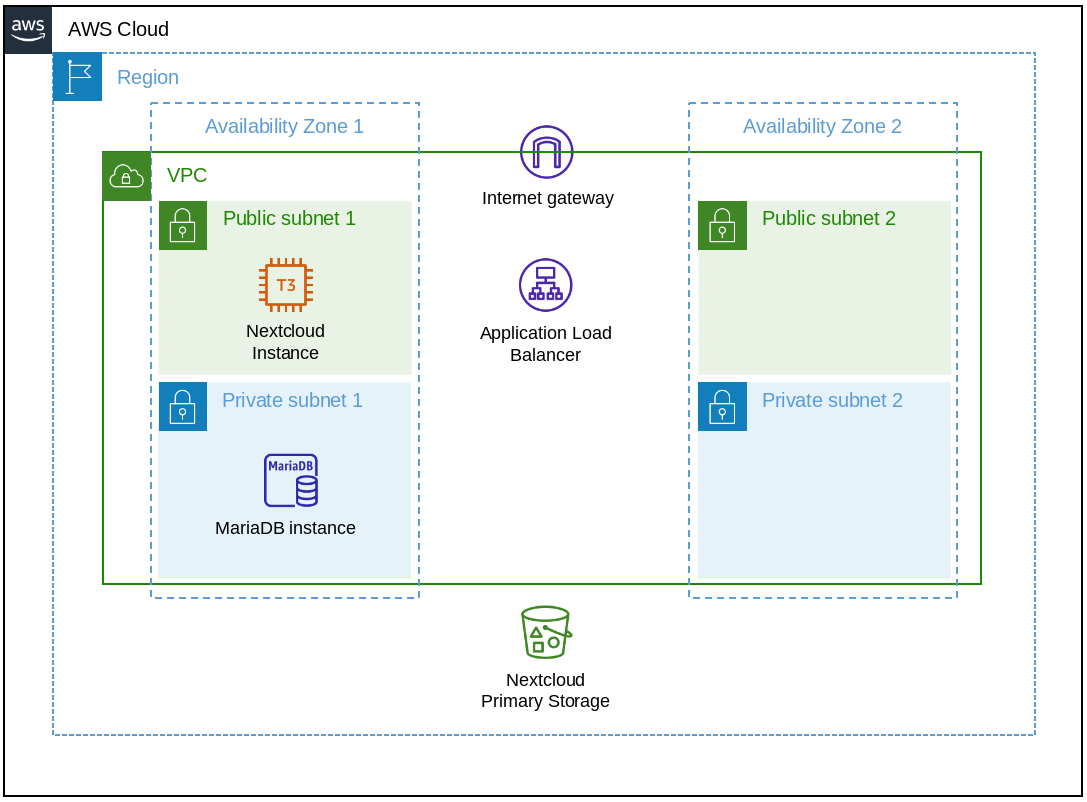 aws
AWS Cloud
Region
Availability Zone 1
Availability Zone 2
VPC
Internet gateway
Public subnet 1
Public subnet 2
T3
Nextcloud
Instance
Application Load
Balancer
Private subnet 1
Private subnet 2
MariaDB
MariaDB instance
Nextcloud
Primary Storage